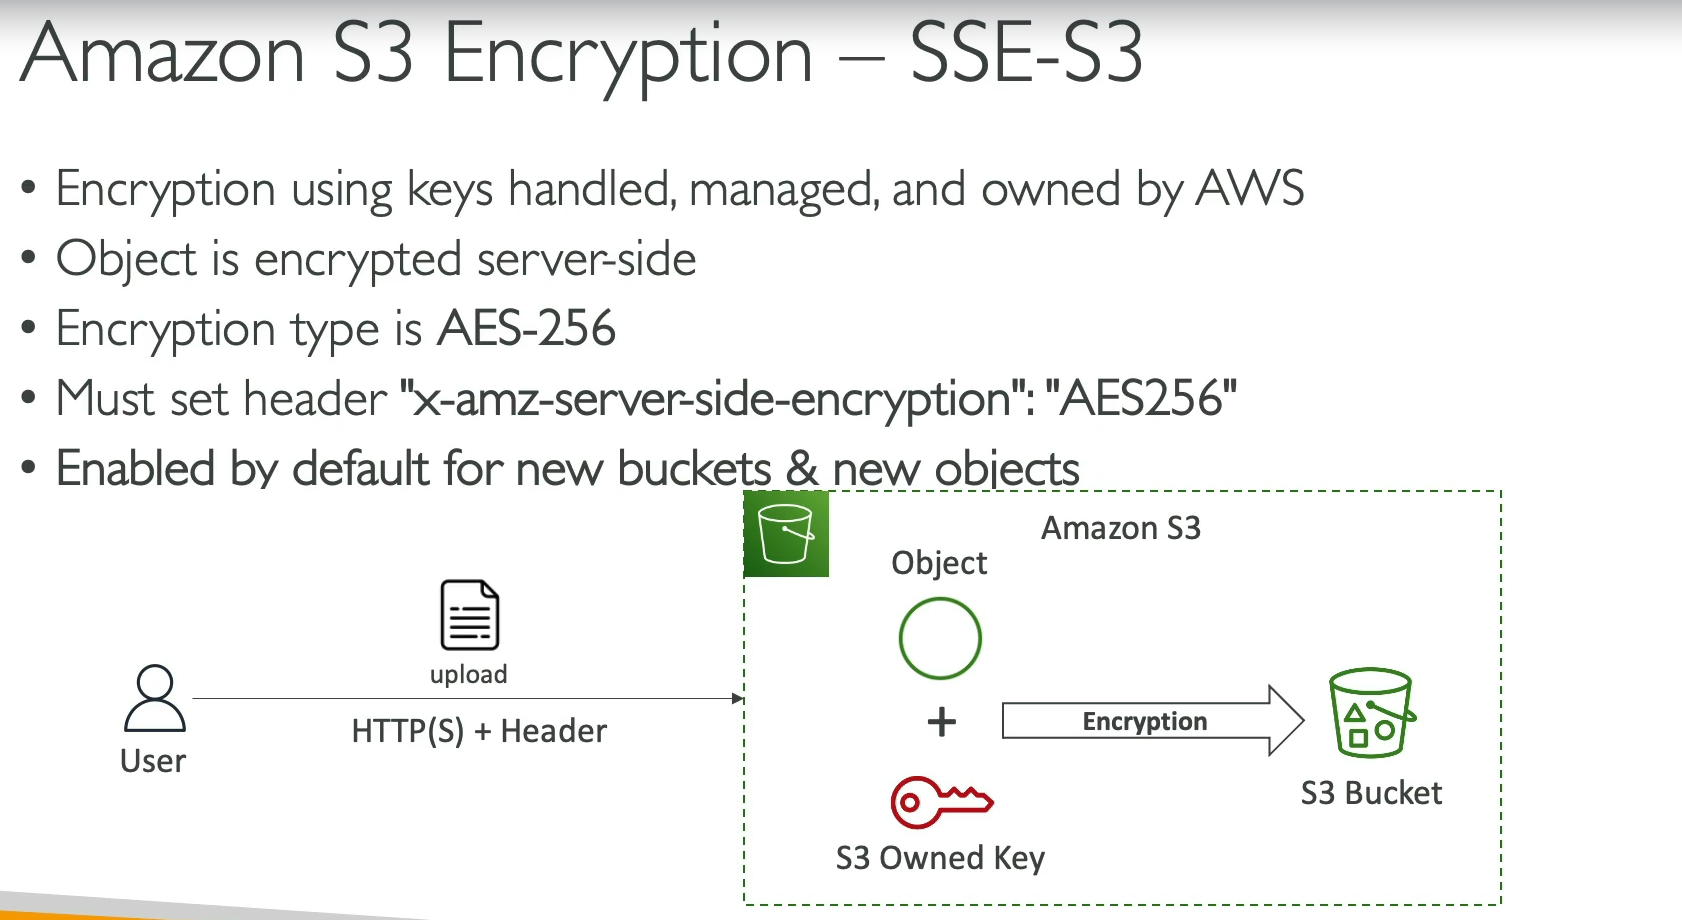 Amazon S3 Encryption – SSE-S3
• Encryption using keys handled, managed, and owned by AWS
• Object is encrypted server-side
• Encryption type is AES-256
• Must set header "x-amz-server-side-encryption": "AES256"
• Enabled by default for new buckets & new objects
Amazon S3
Object
upload
HTTP(S) + Header
User
+
Encryption
S3 Bucket
S3 Owned Key